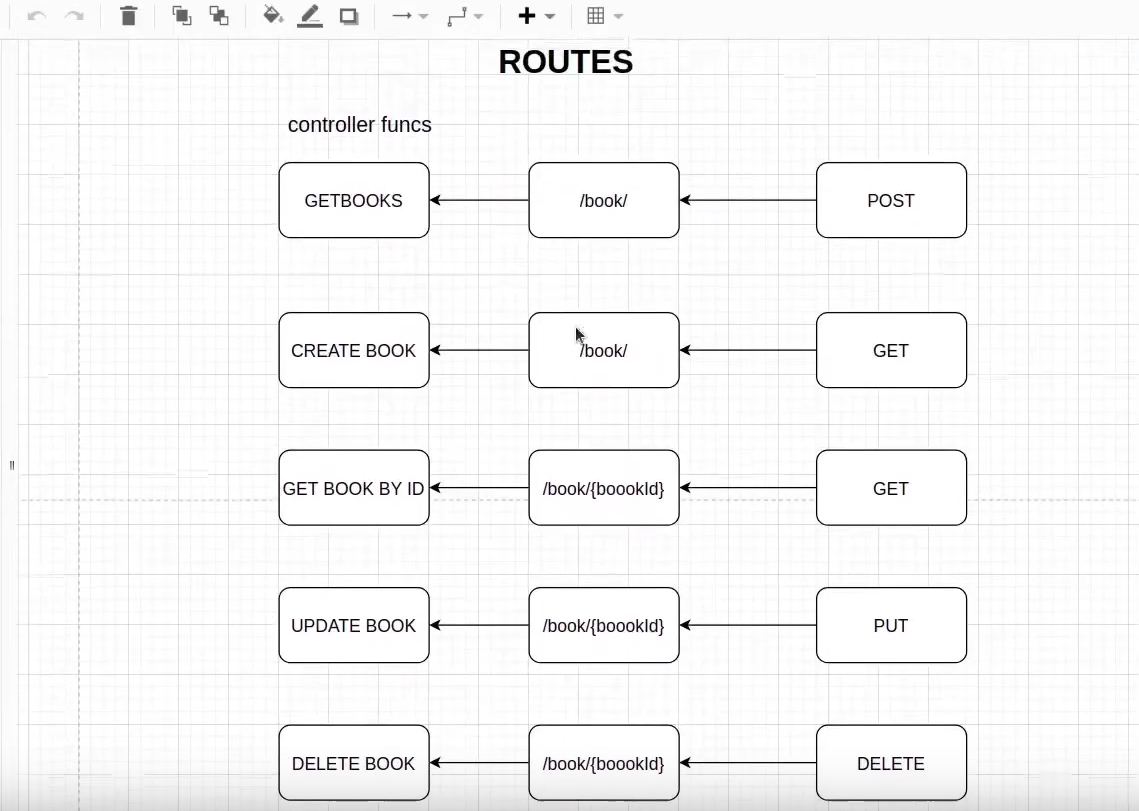 ROUTES
controller funcs
GETBOOKS
/book/
POST
CREATE BOOK
/book/
GET
GET BOOK BY ID
/book/{boookId}
GET
UPDATE BOOK
/book/{boookId}
PUT
DELETE BOOK
/book/{boookId}
DELETE